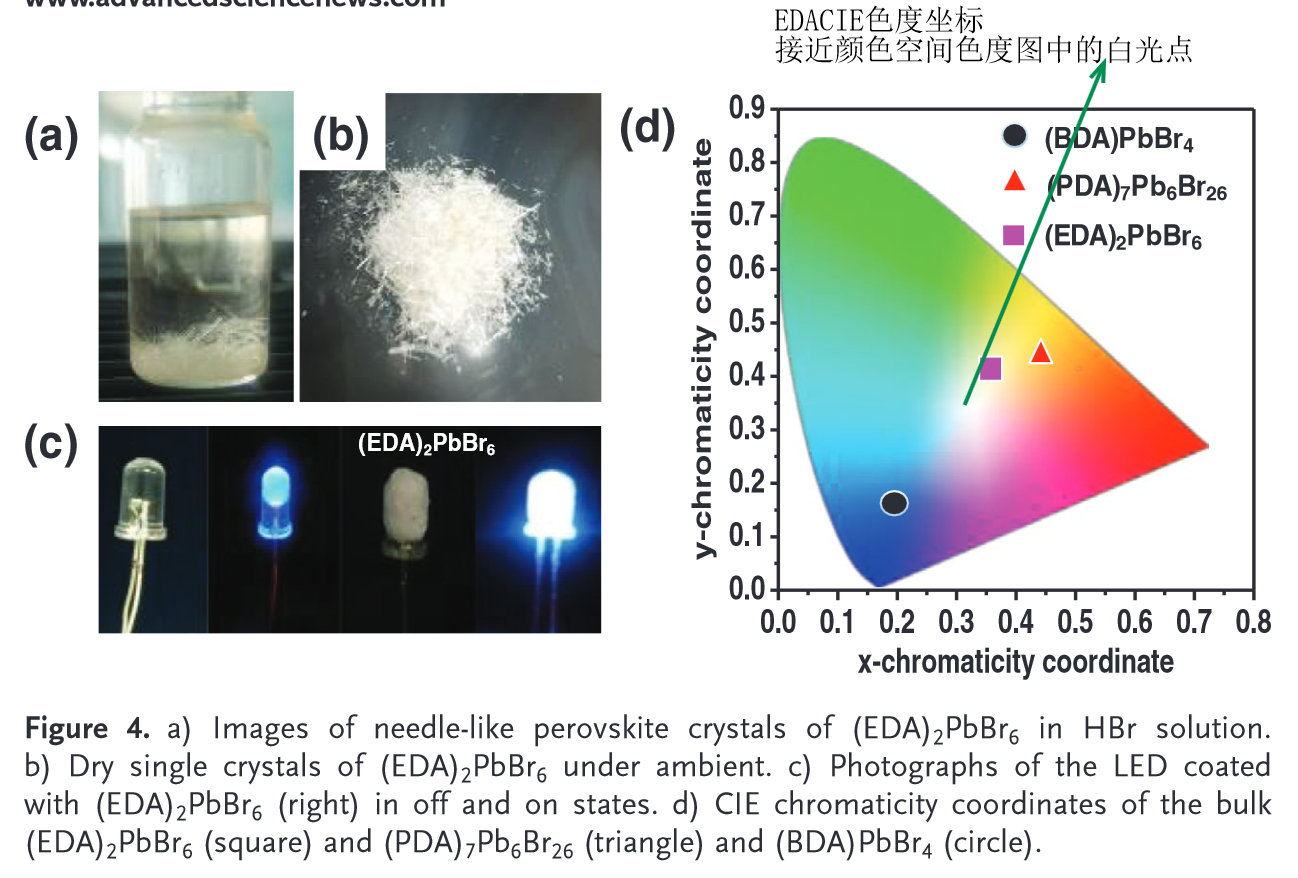 www.advancedsciencenews.com
EDACIE色度坐标
接近颜色空间色度图中的白光点
(a)
(b)
(c)
(EDA)₂PbBr₆
(d)
y-chromaticity coordinate
0.9
0.8
0.7
0.6
0.5
0.4
0.3
0.2
0.1
0.0
(BDA)PbBr₄
(PDA)₇Pb₆Br₂₆
(EDA)₂PbBr₆
0.0 0.1 0.2 0.3 0.4 0.5 0.6 0.7 0.8
x-chromaticity coordinate
Figure 4. a) Images of needle-like perovskite crystals of (EDA)₂PbBr₆ in HBr solution.
b) Dry single crystals of (EDA)₂PbBr₆ under ambient. c) Photographs of the LED coated
with (EDA)₂PbBr₆ (right) in off and on states. d) CIE chromaticity coordinates of the bulk
(EDA)₂PbBr₆ (square) and (PDA)₇Pb₆Br₂₆ (triangle) and (BDA)PbBr₄ (circle).